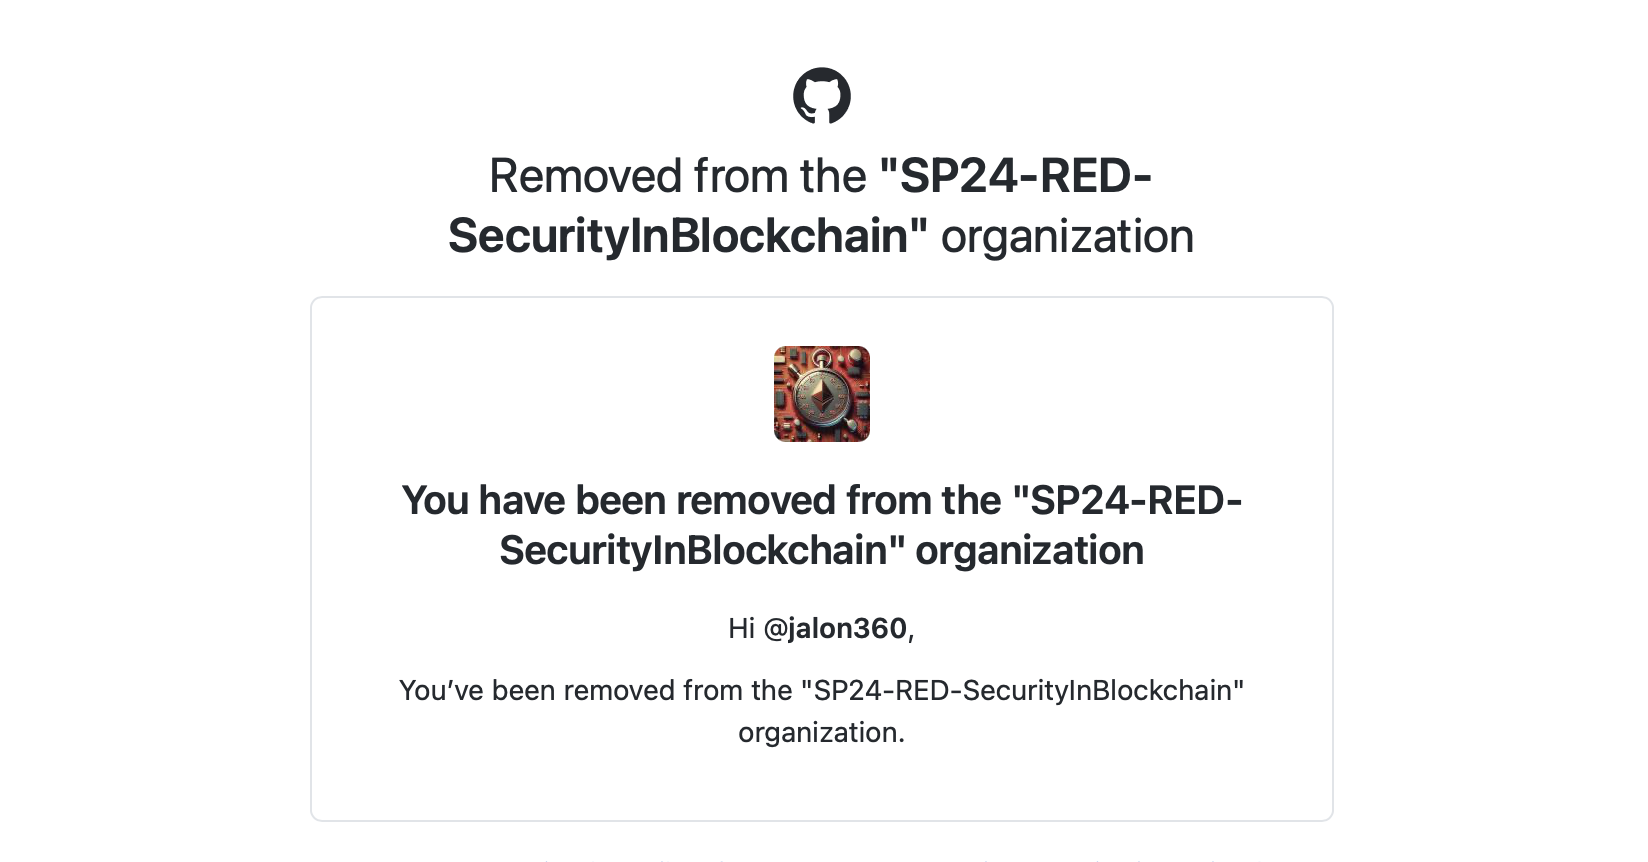 Removed from the "SP24-RED-
SecurityInBlockchain" organization
You have been removed from the "SP24-RED-
SecurityInBlockchain" organization
Hi @jalon360,
You’ve been removed from the "SP24-RED-SecurityInBlockchain"
organization.